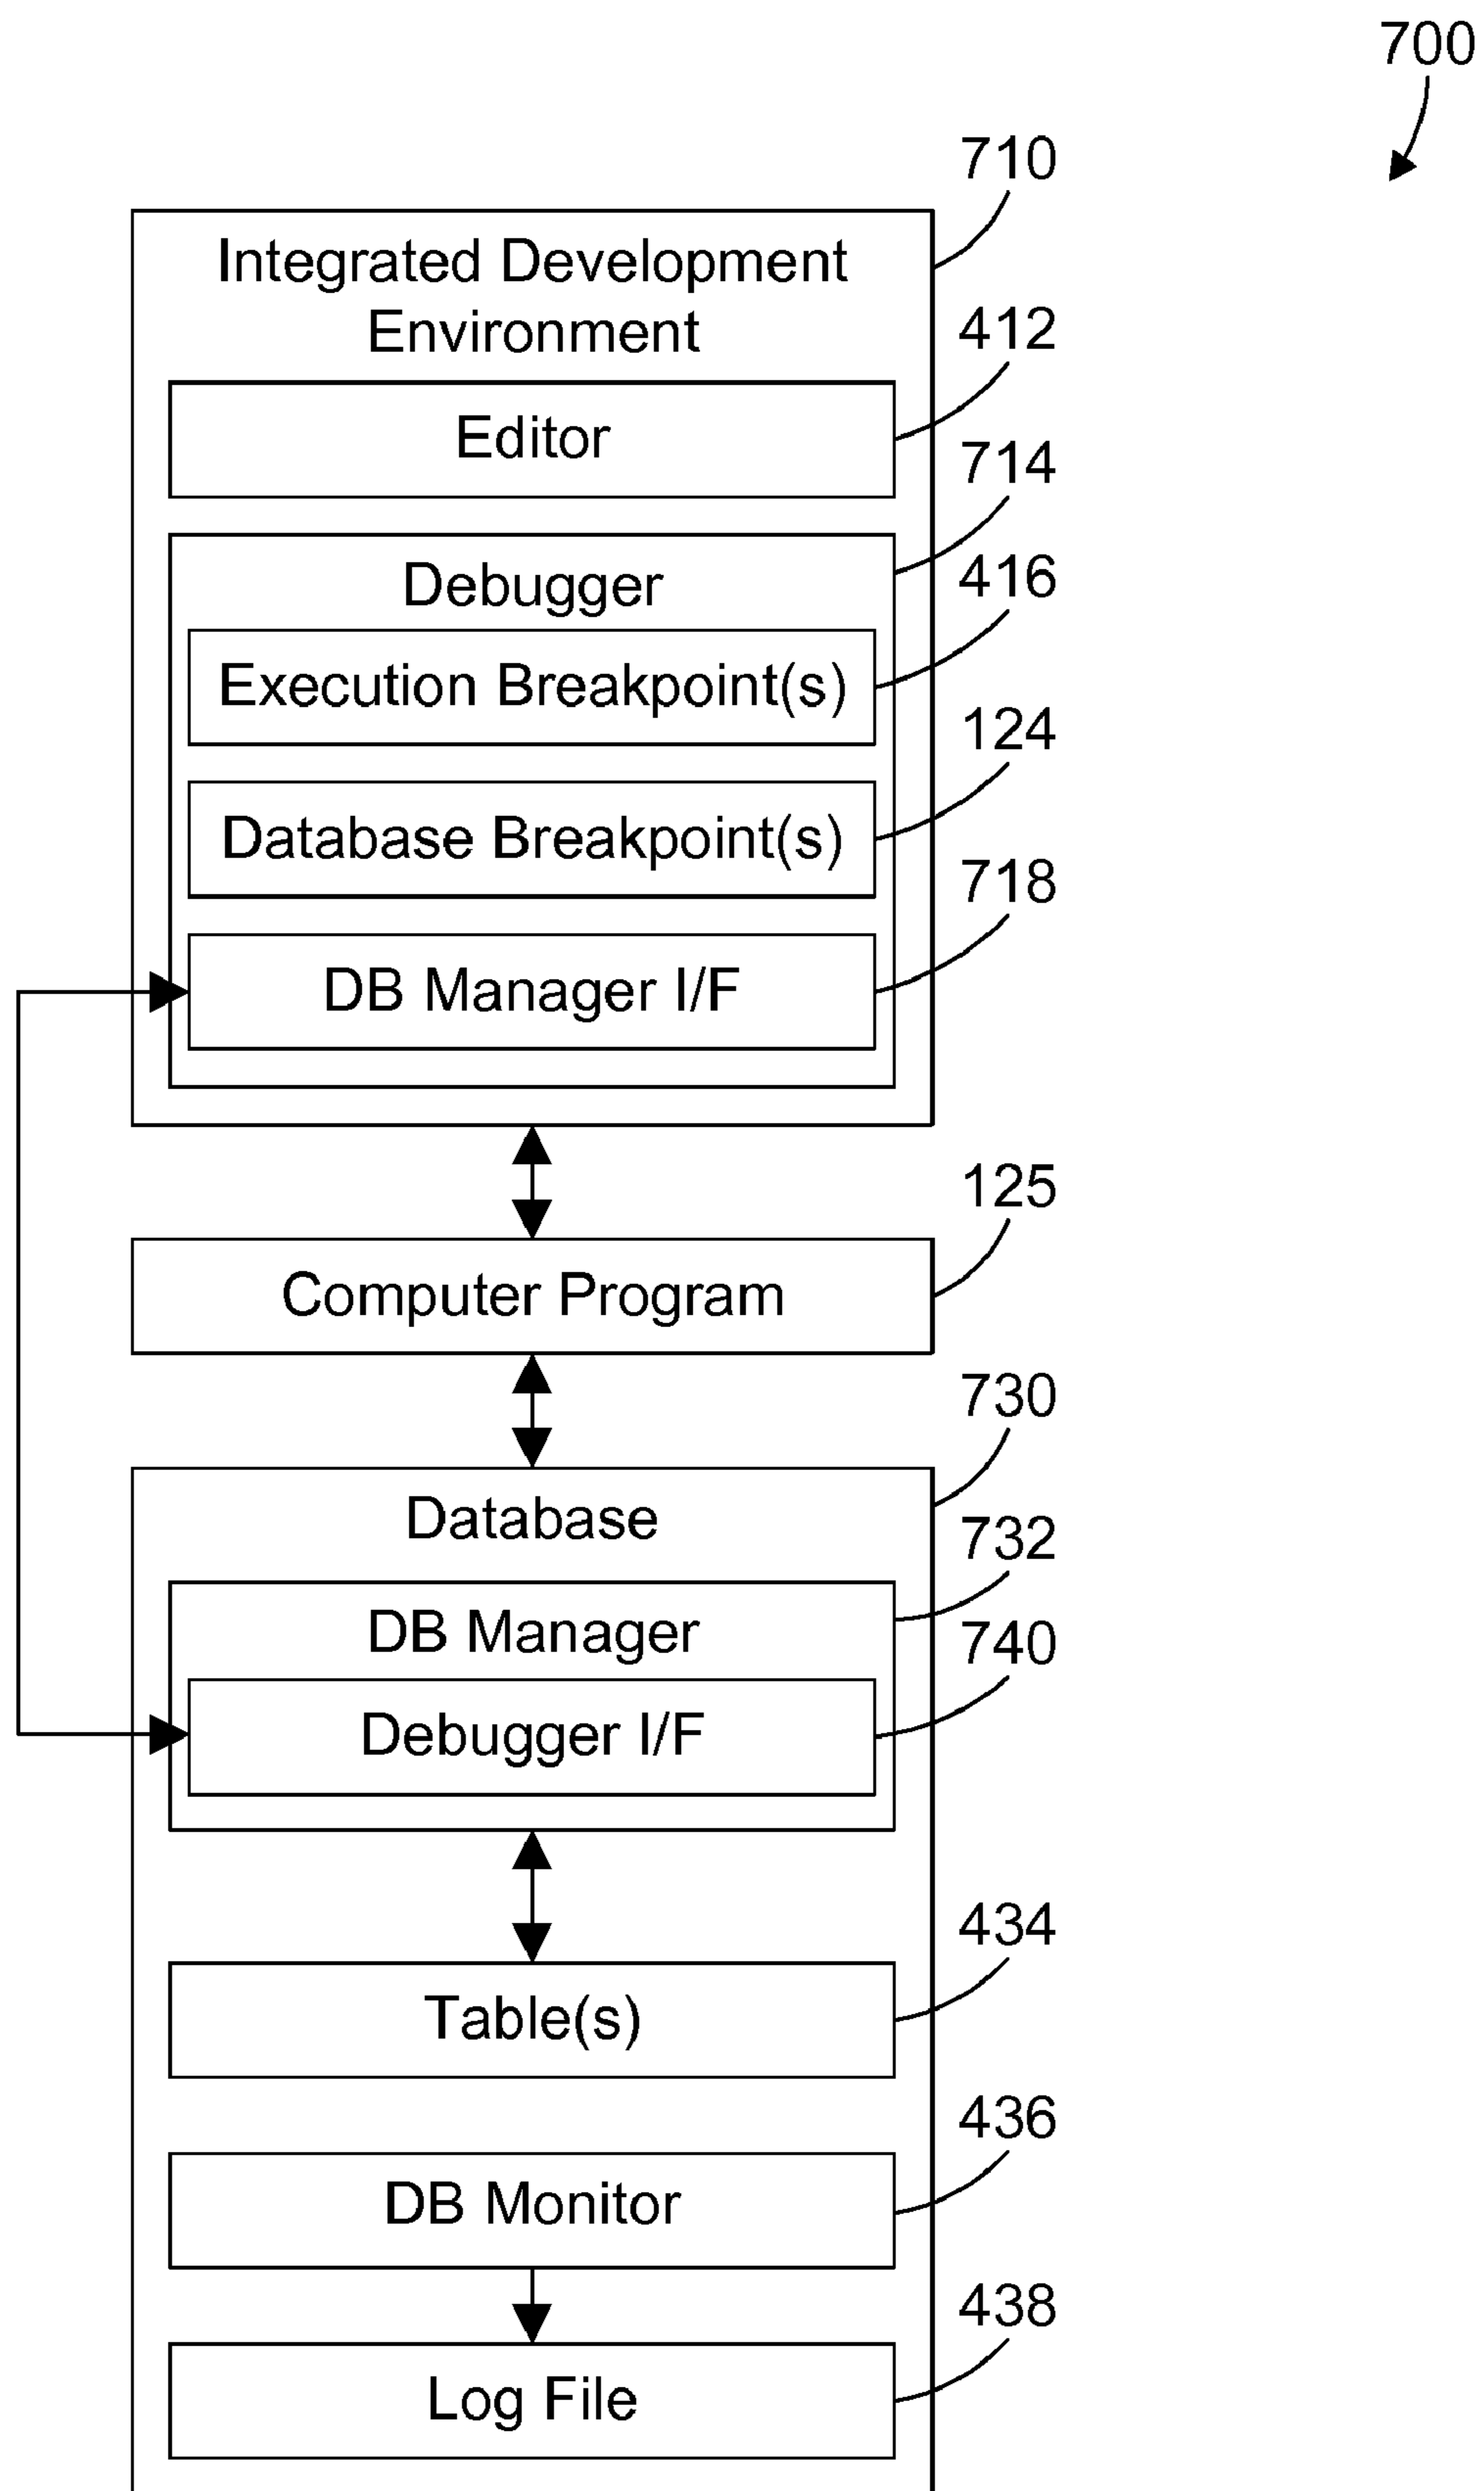 700
710
Integrated Development
Environment
412
Editor
714
Debugger
416
Execution Breakpoint(s)
124
Database Breakpoint(s)
718
DB Manager I/F
125
Computer Program
730
Database
732
DB Manager
740
Debugger I/F
434
Table(s)
436
DB Monitor
438
Log File